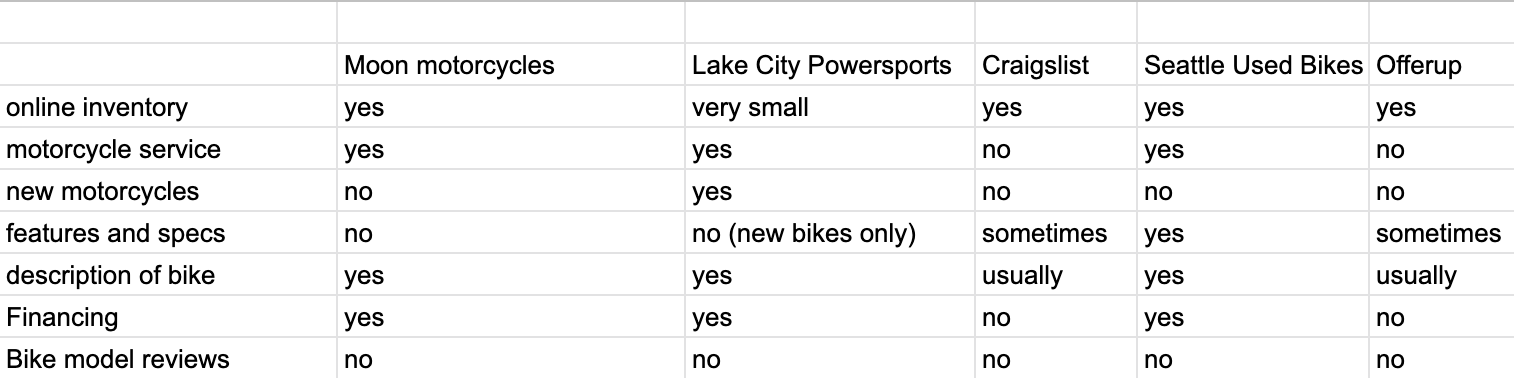 Moon motorcycles Lake City Powersports Craigslist Seattle Used Bikes Offerup
online inventory yes very small yes yes yes
motorcycle service yes yes no yes no
new motorcycles no yes no no no
features and specs no no (new bikes only) sometimes yes sometimes
description of bike yes yes usually yes usually
Financing yes yes no yes no
Bike model reviews no no no no no